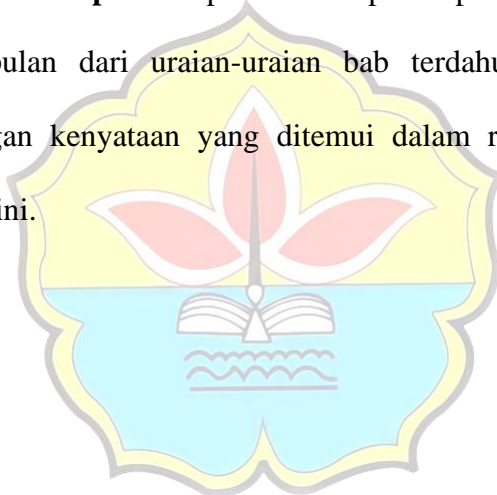 pulan dari uraian-uraian bab terdahu
gan kenyataan yang ditemui dalam
ini.